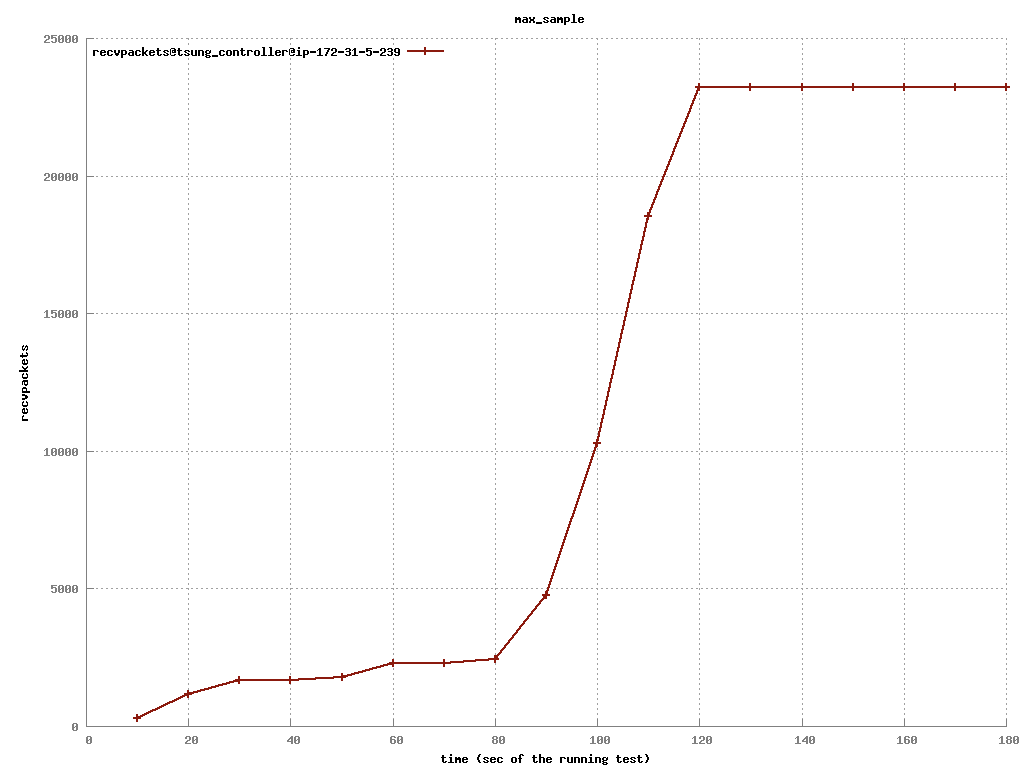 max_sample
25000
recvpackets@tsung_controller@ip-172-31-5-239
20000
15000
recvpackets
10000
5000
0
0 20 40 60 80 100 120 140 160 180
time (sec of the running test)